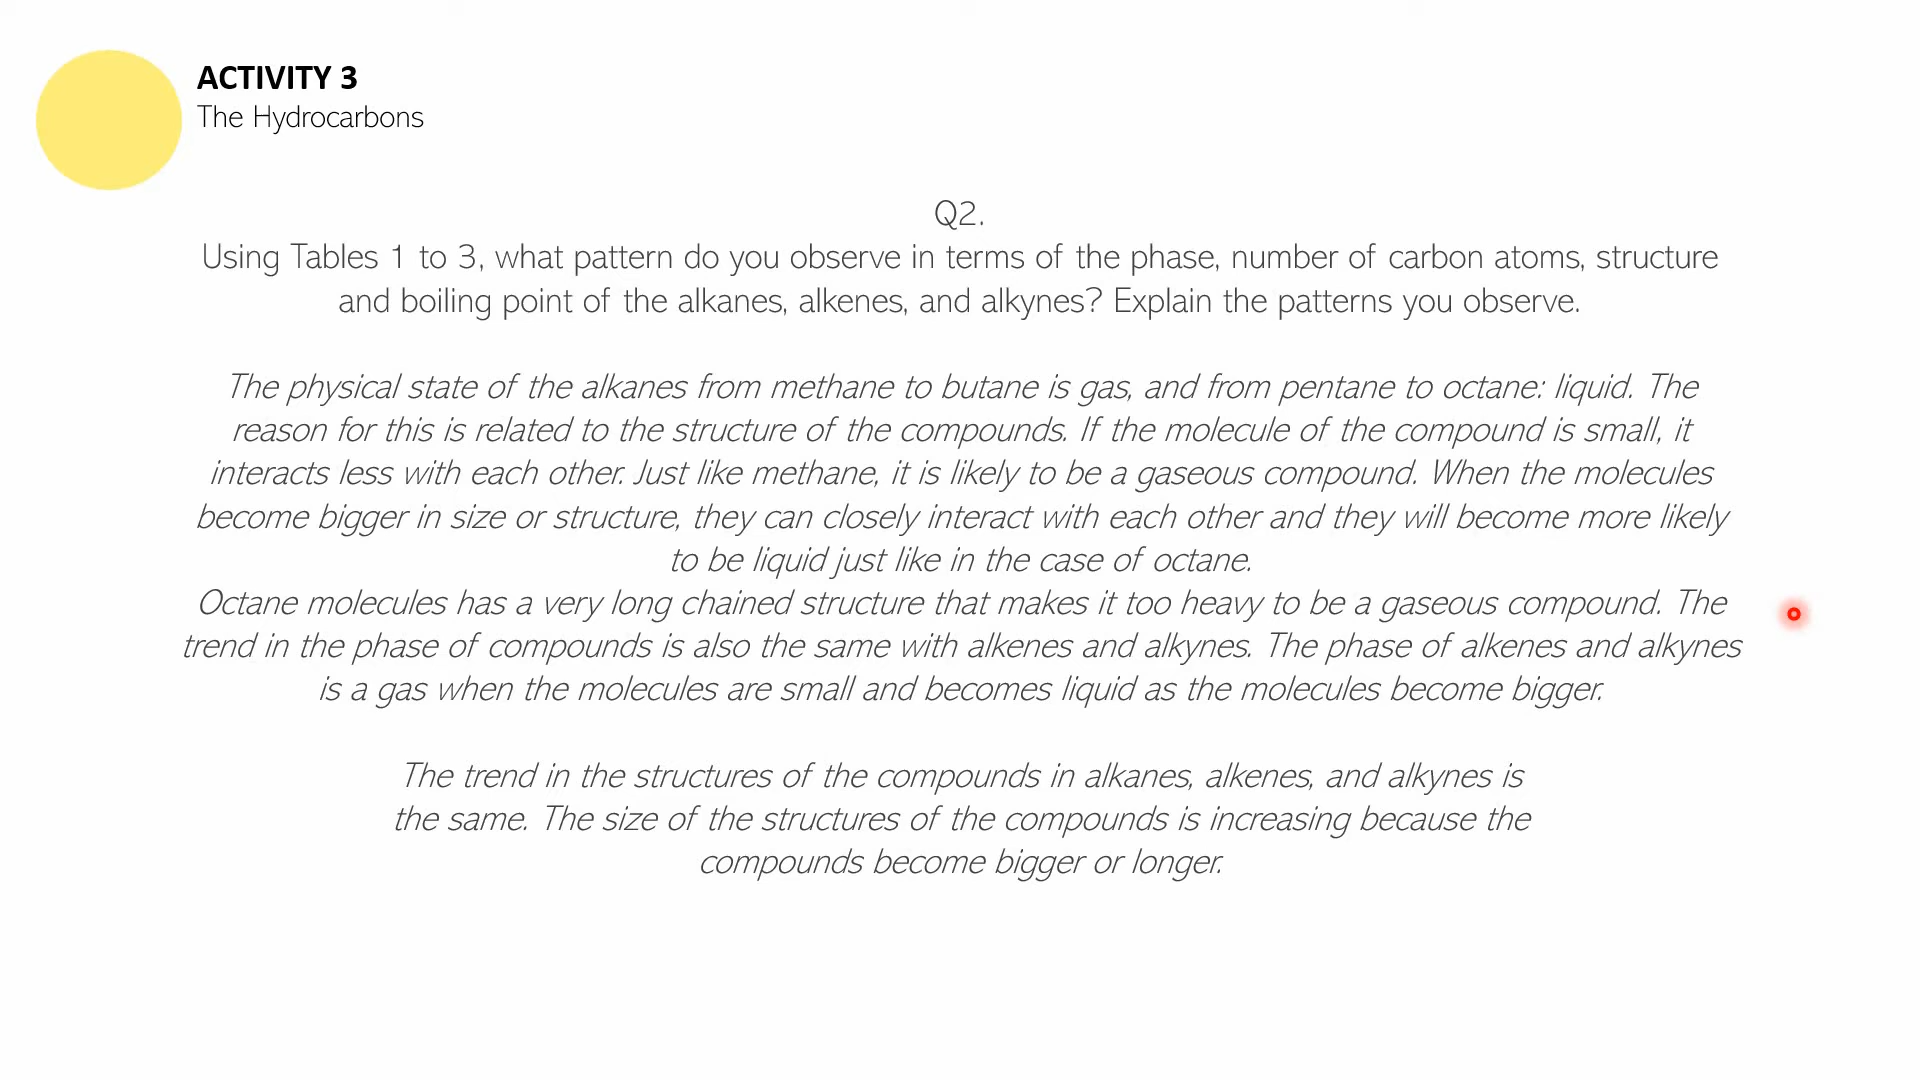 ACTIVITY 3
The Hydrocarbons
Q2.
Using Tables 1 to 3, what pattern do you observe in terms of the phase, number of carbon atoms, structure
and boiling point of the alkanes, alkenes, and alkynes? Explain the patterns you observe.
The physical state of the alkanes from methane to butane is gas, and from pentane to octane: liquid. The
reason for this is related to the structure of the compounds. If the molecule of the compound is small, it
interacts less with each other. Just like methane, it is likely to be a gaseous compound. When the molecules
become bigger in size or structure, they can closely interact with each other and they will become more likely
to be liquid just like in the case of octane.
Octane molecules has a very long chained structure that makes it too heavy to be a gaseous compound. The
trend in the phase of compounds is also the same with alkenes and alkynes. The phase of alkenes and alkynes
is a gas when the molecules are small and becomes liquid as the molecules become bigger.
The trend in the structures of the compounds in alkanes, alkenes, and alkynes is
the same. The size of the structures of the compounds is increasing because the
compounds become bigger or longer.